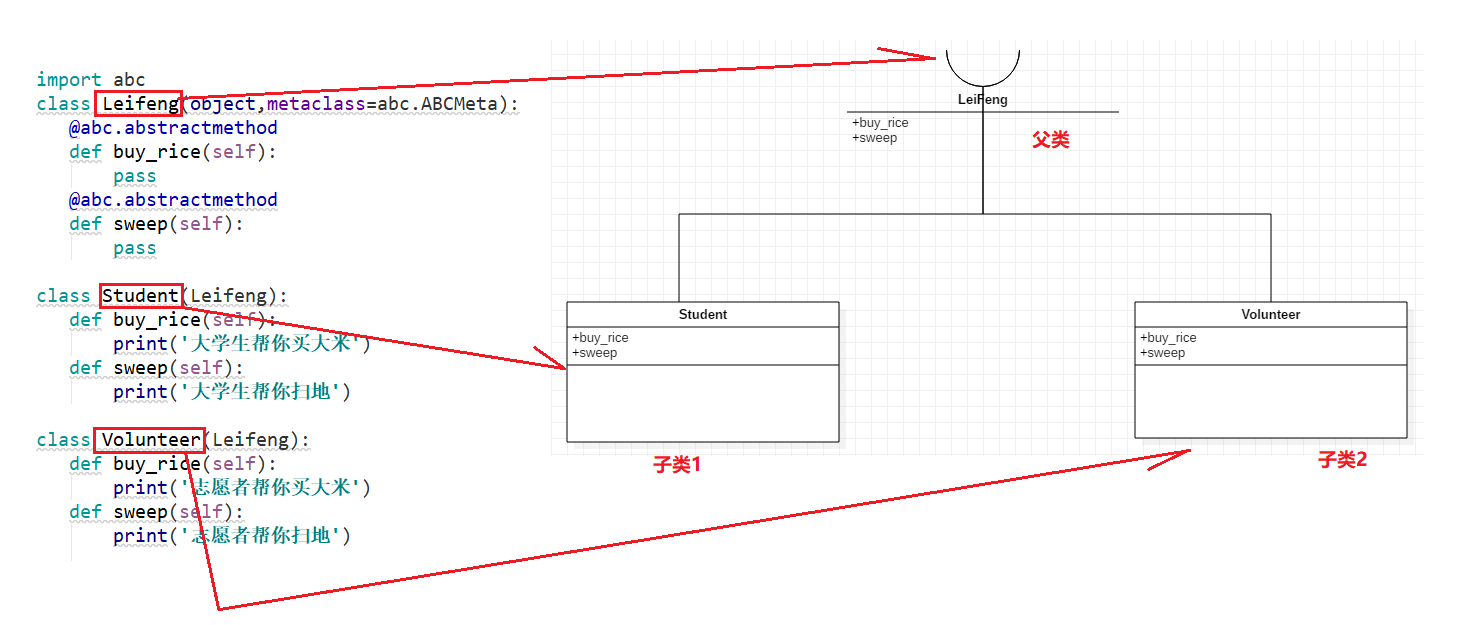 import abc
class Leifeng(object,metaclass=abc.ABCMeta):
@abc.abstractmethod
def buy_rice(self):
pass
@abc.abstractmethod
def sweep(self):
pass
class Student(Leifeng):
def buy_rice(self):
print('大学生帮你买大米')
def sweep(self):
print('大学生帮你扫地')
class Volunteer(Leifeng):
def buy_rice(self):
print('志愿者帮你买大米')
def sweep(self):
print('志愿者帮你扫地')
LeiFeng
+buy_rice
+sweep
父类
Student
+buy_rice
+sweep
子类1
Volunteer
+buy_rice
+sweep
子类2